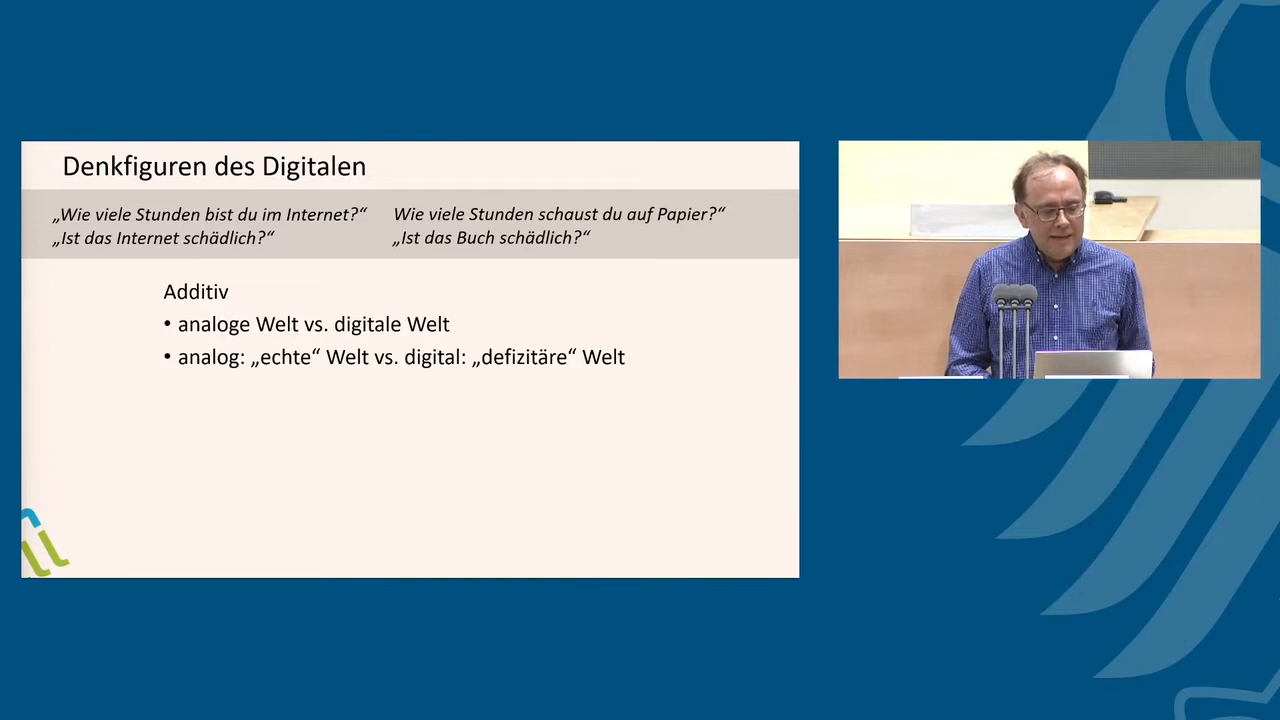 Denkfiguren des Digitalen
„Wie viele Stunden bist du im Internet?“ Wie viele Stunden schaust du auf Papier?“
„Ist das Internet schädlich?“ „Ist das Buch schädlich?“
Additiv
• analoge Welt vs. digitale Welt
• analog: „echte“ Welt vs. digital: „defizitäre“ Welt